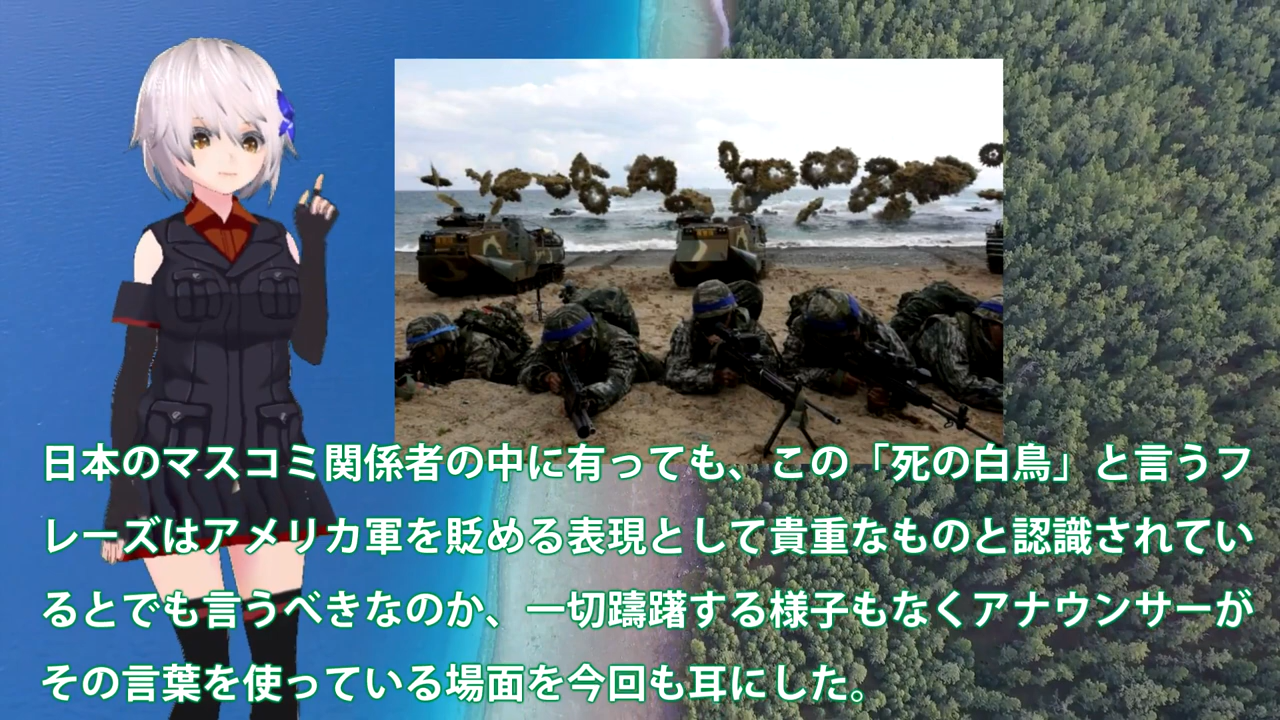 日本のマスコミ関係者の中に有っても、この「死の白鳥」と言うフ
レーズはアメリカ軍を貶める表現として貴重なものと認識されてい
るとでも言うべきなのか、一切躊躇する様子もなくアナウンサーが
その言葉を使っている場面を今回も耳にした。